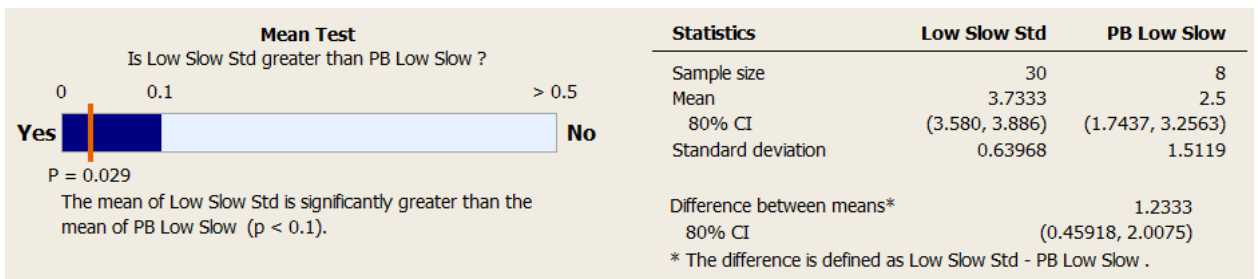 Mean Test
Is Low Slow Std greater than PB Low Slow ?
0 0.1 > 0.5
Yes No
P = 0.029
The mean of Low Slow Std is significantly greater than the
mean of PB Low Slow (p < 0.1).
Statistics Low Slow Std PB Low Slow
Sample size 30 8
Mean 3.7333 2.5
80% CI (3.580, 3.886) (1.7437, 3.2563)
Standard deviation 0.63968 1.5119
Difference between means* 1.2333
80% CI (0.45918, 2.0075)
* The difference is defined as Low Slow Std - PB Low Slow .